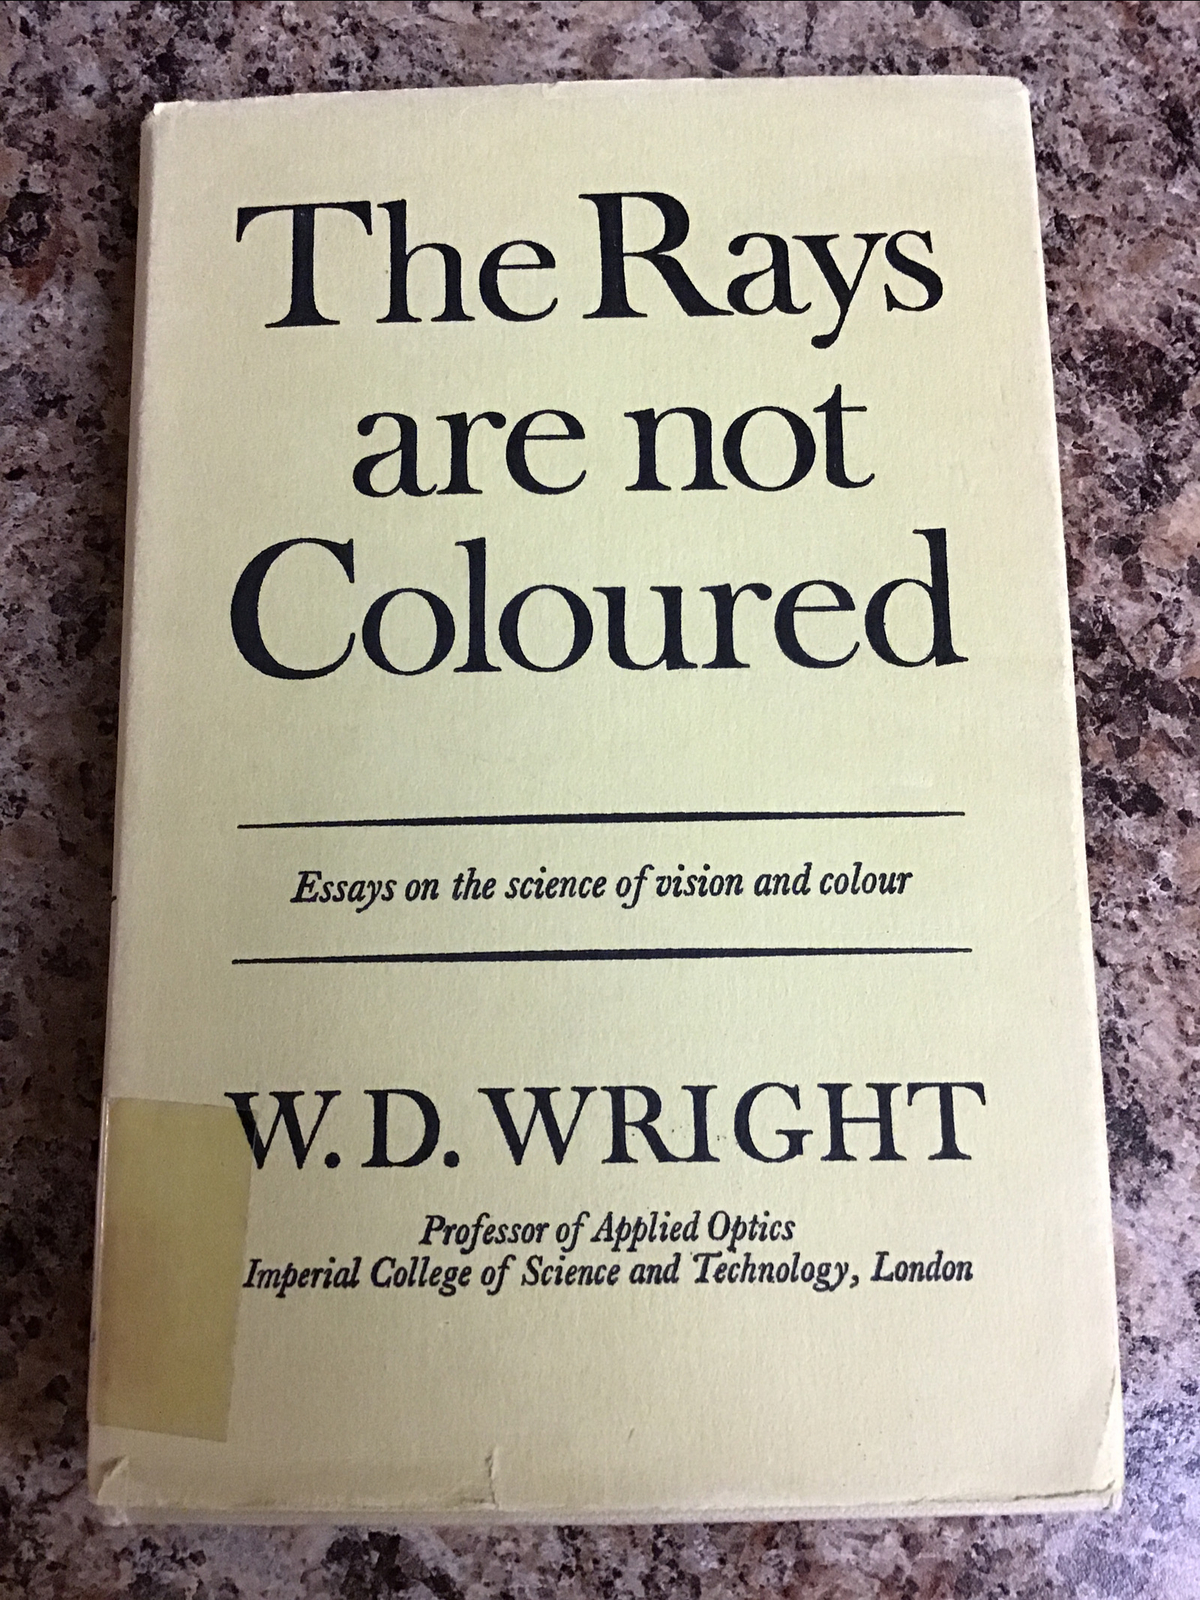 The Rays
are not
Coloured
Essays on the science of vision and colour
W. D. WRIGHT
Professor of Applied Optics
Imperial College of Science and Technology, London